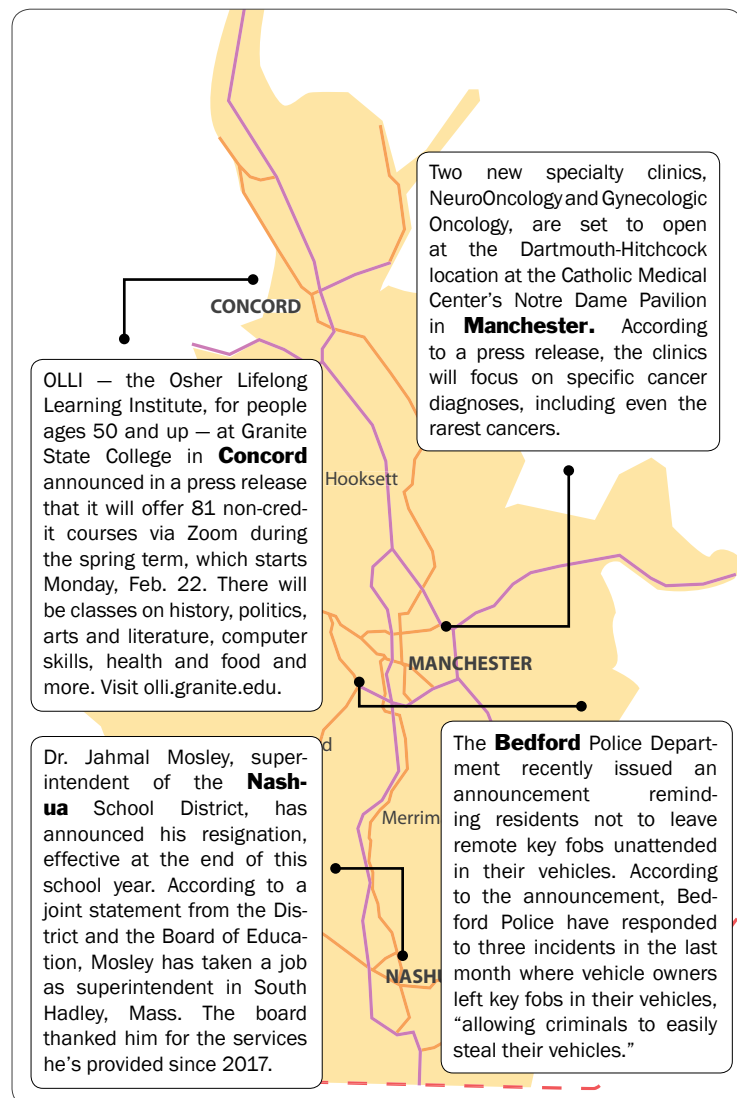 Two new specialty clinics,
NeuroOncology and Gynecologic
Oncology, are set to open
at the Dartmouth-Hitchcock
location at the Catholic Medical
Center’s Notre Dame Pavilion
in Manchester. According
to a press release, the clinics
will focus on specific cancer
diagnoses, including even the
rarest cancers.
CONCORD
OLLI — the Osher Lifelong
Learning Institute, for people
ages 50 and up — at Granite
State College in Concord
announced in a press release
that it will offer 81 non-cred-
it courses via Zoom during
the spring term, which starts
Monday, Feb. 22. There will
be classes on history, politics,
arts and literature, computer
skills, health and food and
more. Visit olli.granite.edu.
Hooksett
MANCHESTER
d
Merrim
NASHU
Dr. Jahmal Mosley, super-
intendent of the Nash-
ua School District, has
announced his resignation,
effective at the end of this
school year. According to a
joint statement from the Dis-
trict and the Board of Educa-
tion, Mosley has taken a job
as superintendent in South
Hadley, Mass. The board
thanked him for the services
he’s provided since 2017.
The Bedford Police Depart-
ment recently issued an
announcement remind-
ing residents not to leave
remote key fobs unattended
in their vehicles. According
to the announcement, Bed-
ford Police have responded
to three incidents in the last
month where vehicle owners
left key fobs in their vehicles,
“allowing criminals to easily
steal their vehicles.”